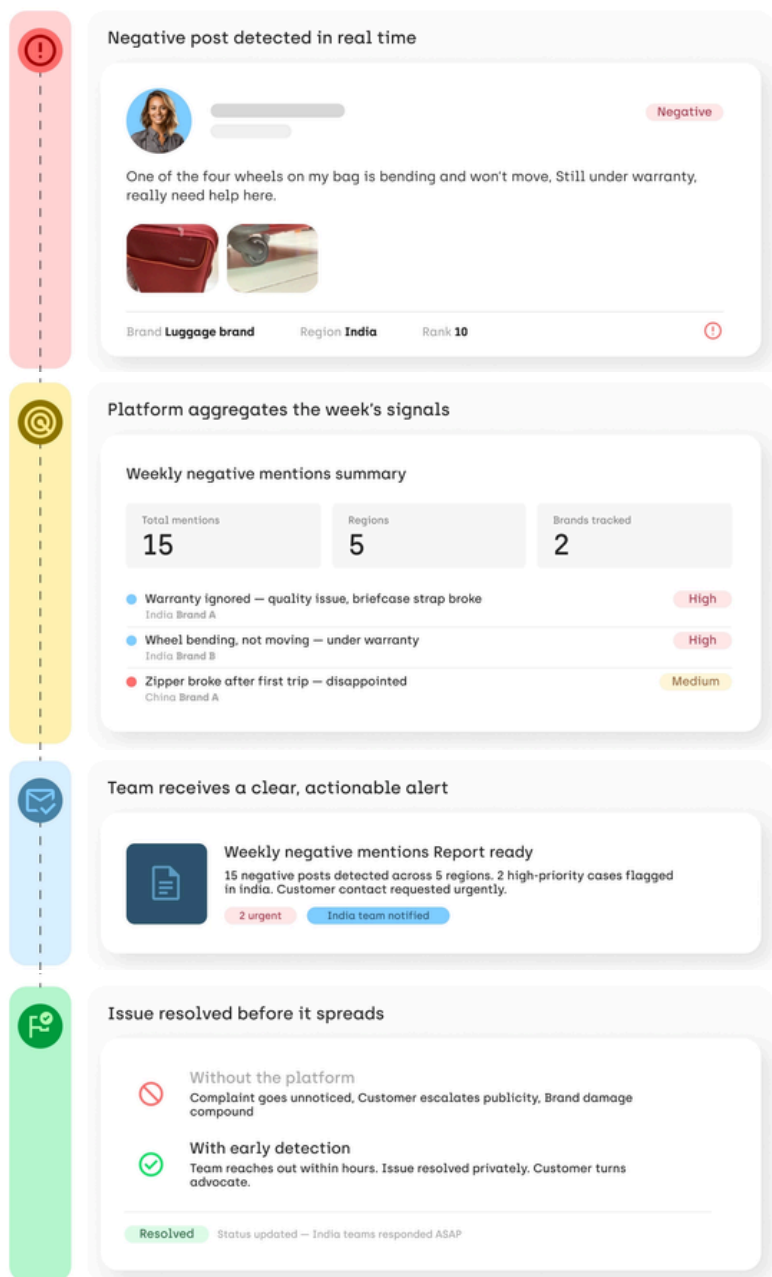 Negative post detected in real time
Negative
One of the four wheels on my bag is bending and won't move, Still under warranty,
really need help here.
Brand Luggage brand
Region India
Rank 10
Platform aggregates the week's signals
Weekly negative mentions summary
Total mentions
15
Regions
5
Brands tracked
2
Warranty ignored — quality issue, briefcase strap broke
India Brand A
High
Wheel bending, not moving — under warranty
India Brand B
High
Zipper broke after first trip — disappointed
China Brand A
Medium
Team receives a clear, actionable alert
Weekly negative mentions Report ready
15 negative posts detected across 5 regions. 2 high-priority cases flagged
in india. Customer contact requested urgently.
2 urgent
India team notified
Issue resolved before it spreads
Without the platform
Complaint goes unnoticed, Customer escalates publicity, Brand damage
compound
With early detection
Team reaches out within hours. Issue resolved privately. Customer turns
advocate.
Resolved
Status updated — India teams responded ASAP